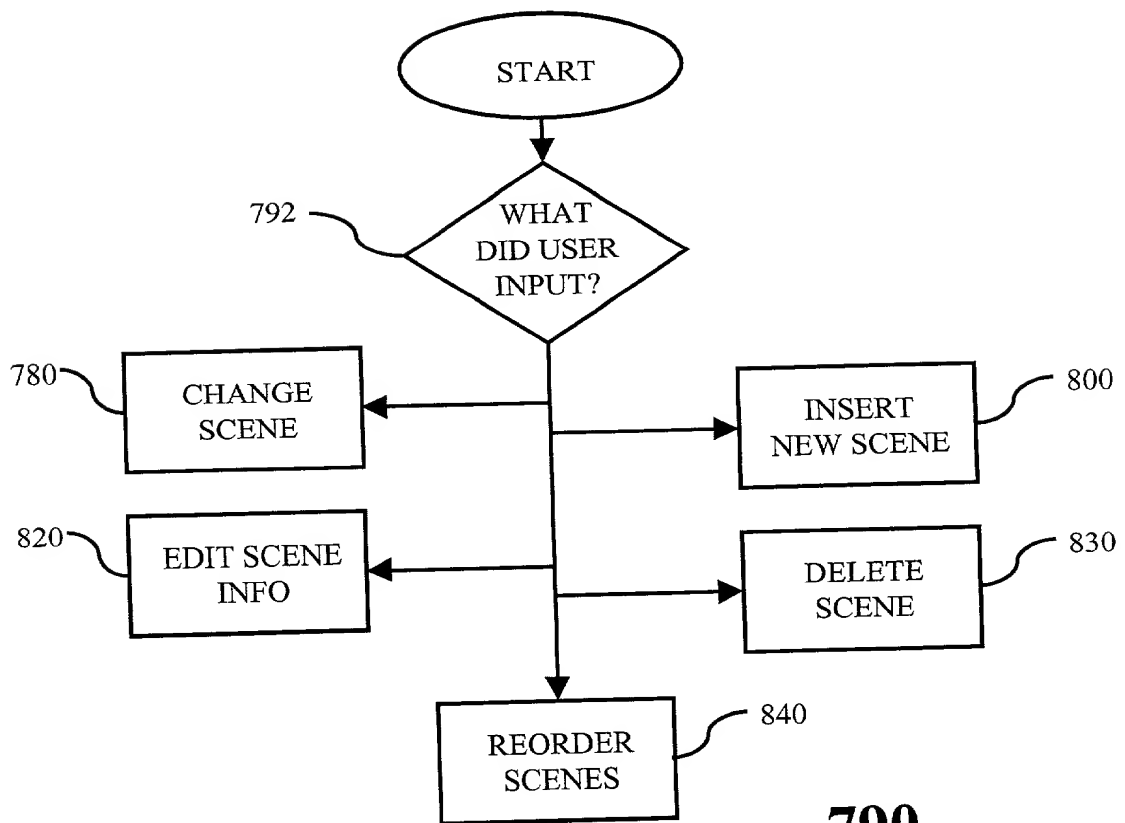 START
792
WHAT
DID USER
INPUT?
780
CHANGE
SCENE
800
INSERT
NEW SCENE
820
EDIT SCENE
INFO
830
DELETE
SCENE
840
REORDER
SCENES